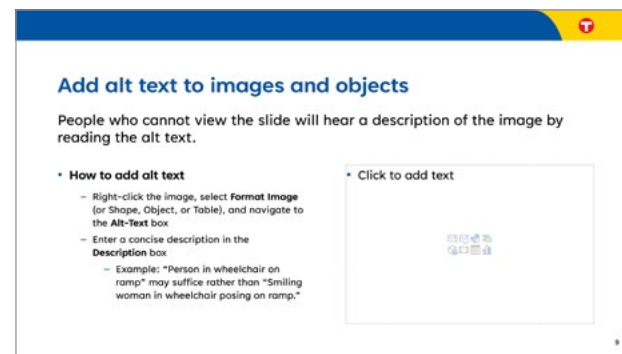 T
Add alt text to images and objects
People who cannot view the slide will hear a description of the image by
reading the alt text.
• How to add alt text
– Right-click the image, select Format Image
(or Shape, Object, or Table), and navigate to
the Alt-Text box
– Enter a concise description in the
Description box
– Example: “Person in wheelchair on
ramp” may suffice rather than “Smiling
woman in wheelchair posing on ramp.”
• Click to add text
9